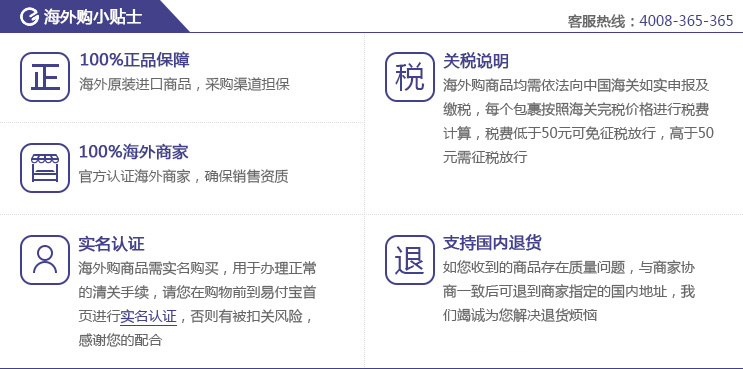 海外购小贴士
客服热线：4008-365-365
正
100%正品保障
海外原装进口商品，采购渠道担保
100%海外商家
官方认证海外商家，确保销售资质
实名认证
海外购商品需实名购买，用于办理正常
的清关手续，请您在购物前到易付宝首
页进行实名认证，否则有被扣关风险，
感谢您的配合
税
关税说明
海外购商品均需依法向中国海关如实申报及
缴税，每个包裹按照海关完税价格进行税费
计算，税费低于50元可免征税放行，高于50
元需征税放行
退
支持国内退货
如您收到的商品存在质量问题，与商家协
商一致后可退到商家指定的国内地址，我
们竭诚为您解决退货烦恼